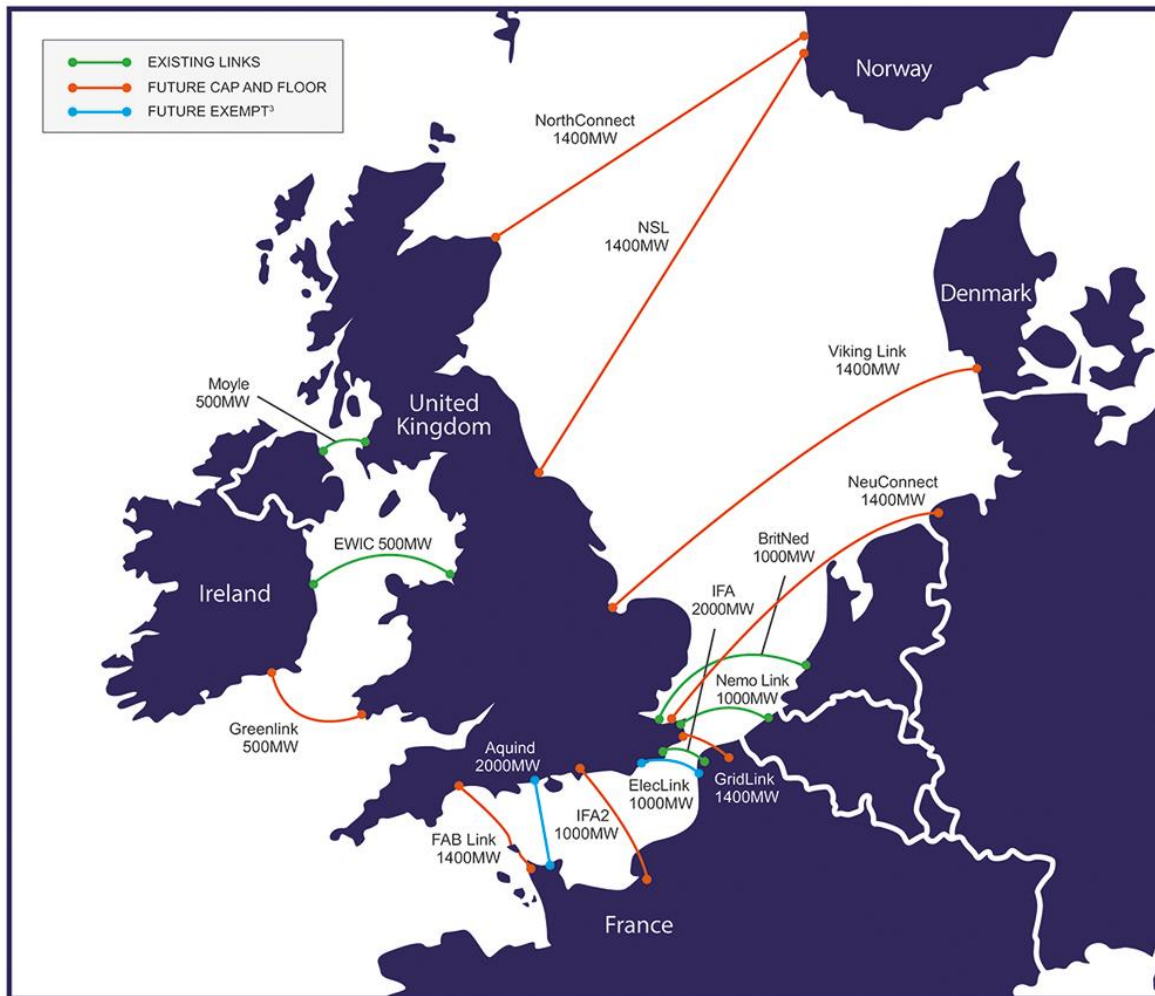 EXISTING LINKS
FUTURE CAP AND FLOOR
FUTURE EXEMPT³
Norway
NorthConnect
1400MW
NSL
1400MW
Denmark
Viking Link
1400MW
Moyle
500MW
United
Kingdom
NeuConnect
1400MW
BritNed
1000MW
EWIC 500MW
IFA
2000MW
Ireland
Nemo Link
1000MW
Greenlink
500MW
Aquind
2000MW
ElecLink
1000MW
GridLink
1400MW
IFA2
1000MW
FAB Link
1400MW
France